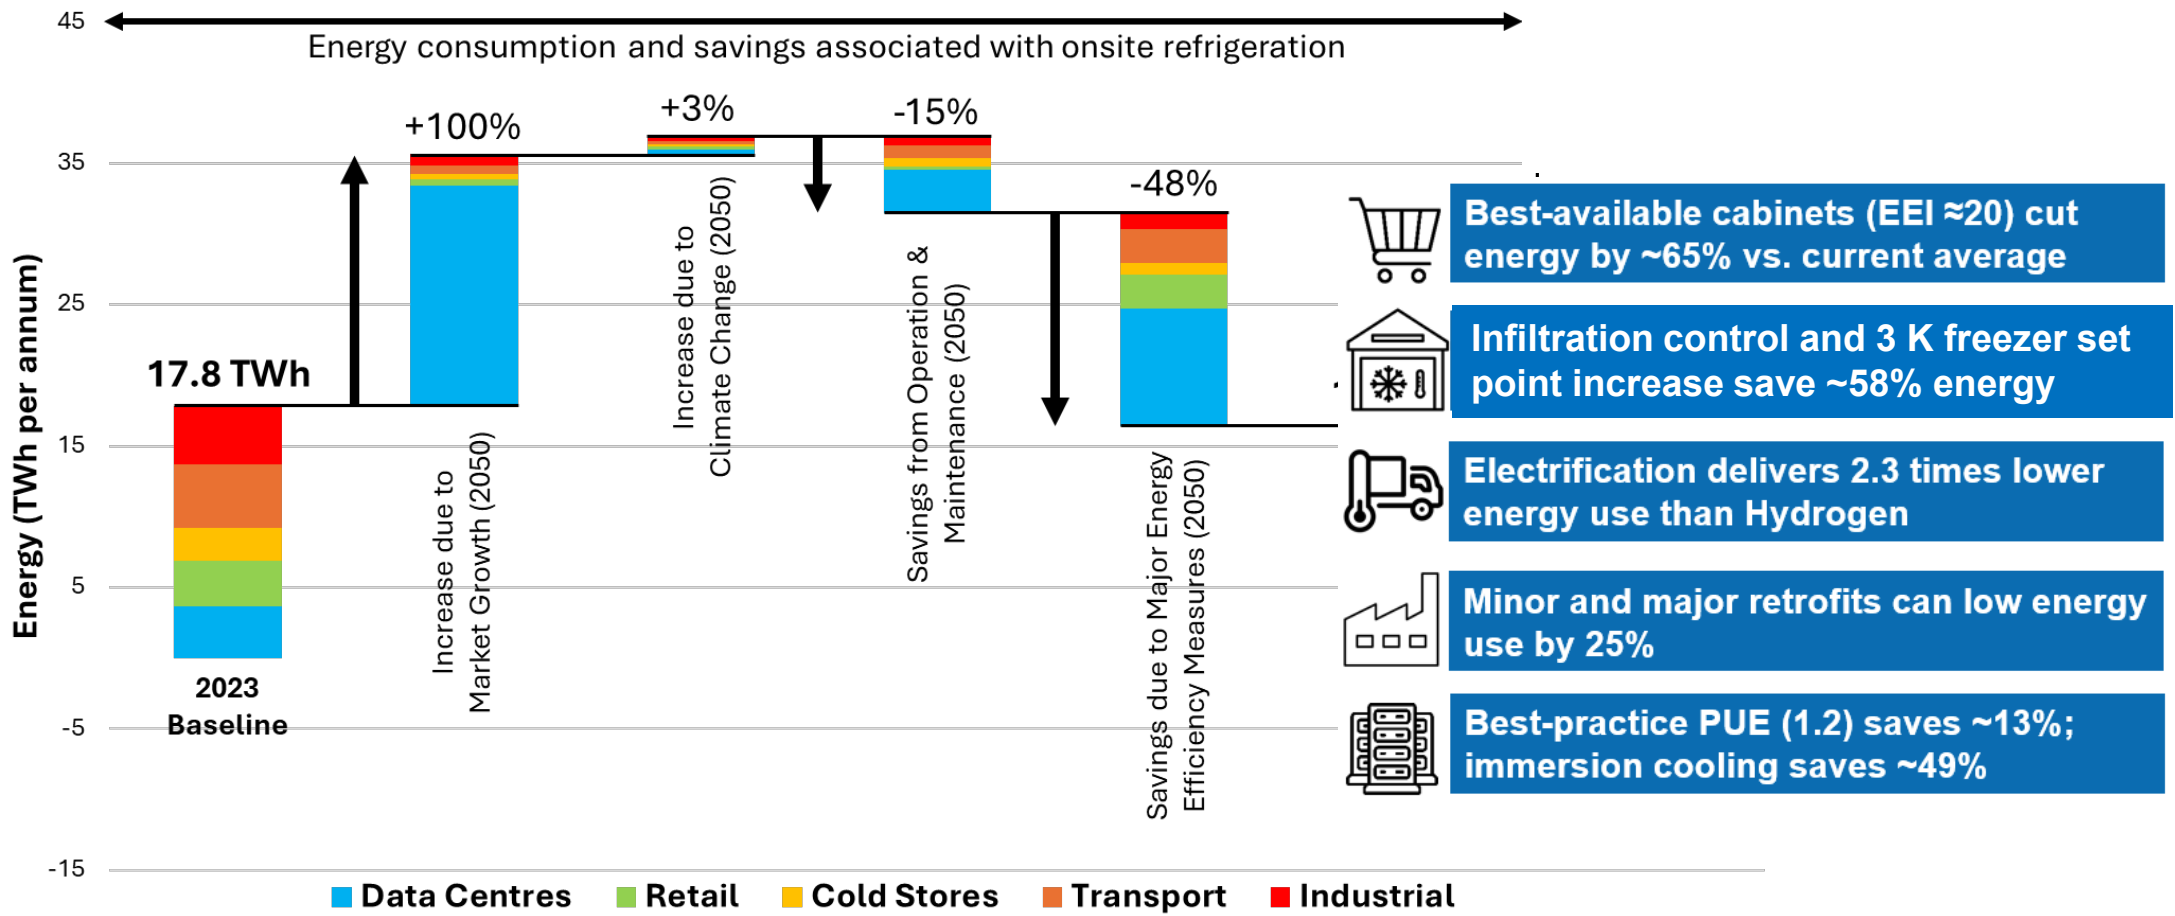 45
Energy consumption and savings associated with onsite refrigeration
+3%
-15%
+100%
35
-48%
25
17.8 TWh
15
5
-5
-15
Energy (TWh per annum)
2023
Baseline
Increase due to
Market Growth (2050)
Increase due to
Climate Change (2050)
Savings from Operation &
Maintenance (2050)
Savings due to Major Energy
Efficiency Measures (2050)
Best-available cabinets (EEI ≈20) cut
energy by ~65% vs. current average
Infiltration control and 3 K freezer set
point increase save ~58% energy
Electrification delivers 2.3 times lower
energy use than Hydrogen
Minor and major retrofits can low energy
use by 25%
Best-practice PUE (1.2) saves ~13%;
immersion cooling saves ~49%
Data Centres Retail Cold Stores Transport Industrial